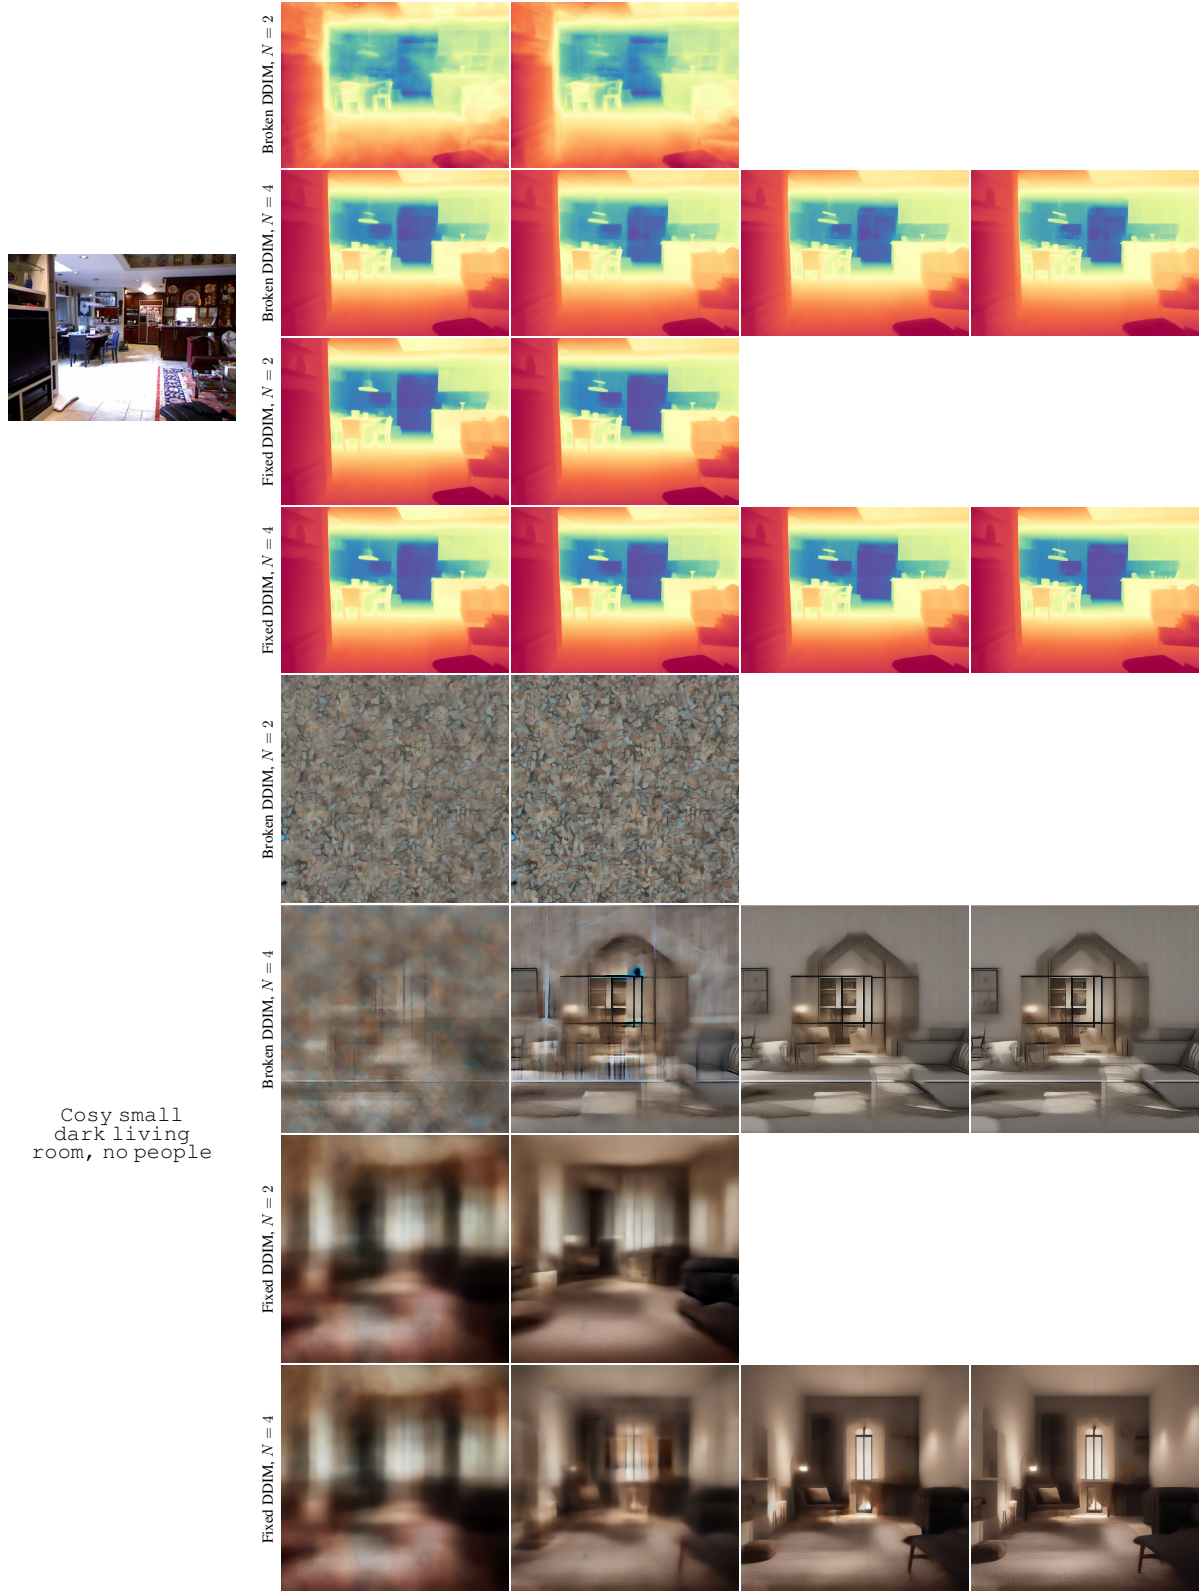 Broken DDIM, N = 2
Broken DDIM, N = 4
Fixed DDIM, N = 2
Fixed DDIM, N = 4
Broken DDIM, N = 2
Broken DDIM, N = 4
Cosy small
dark living
room, no people
Fixed DDIM, N = 2
Fixed DDIM, N = 4